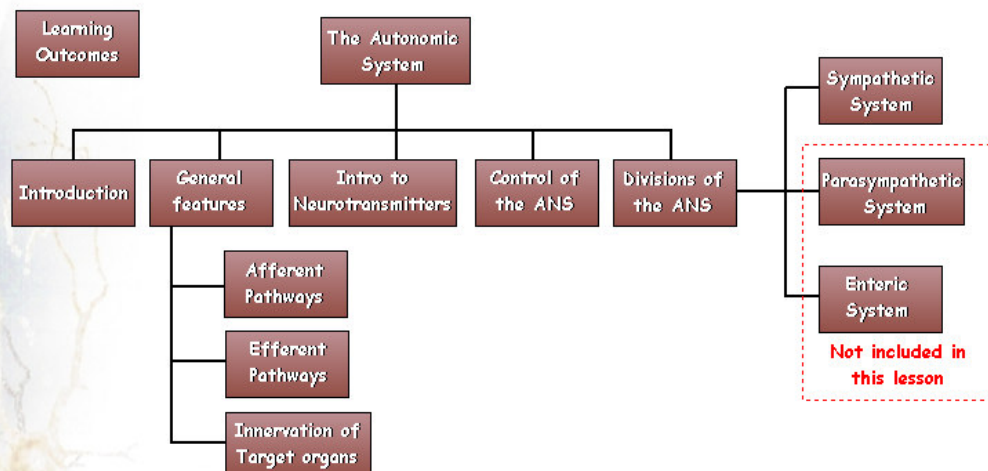 Learning
Outcomes
The Autonomic
System
Introduction
General
features
Intro to
Neurotransmitters
Control of
the ANS
Divisions of
the ANS
Sympathetic
System
Parasympathetic
System
Enteric
System
Not included in
this lesson
Afferent
Pathways
Efferent
Pathways
Innervation of
Target organs